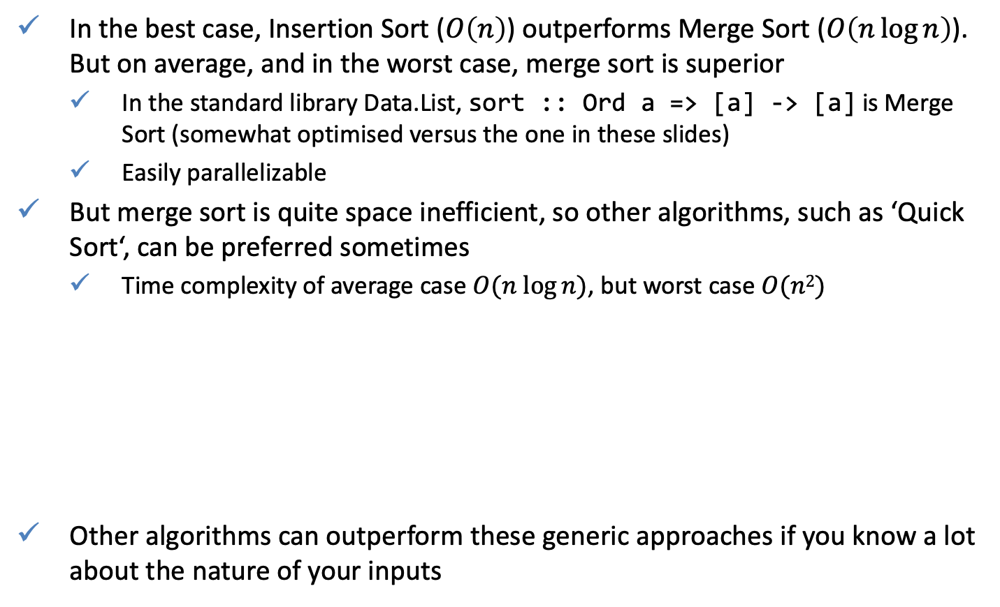 ✓ In the best case, Insertion Sort (𝑂(𝑛)) outperforms Merge Sort (𝑂(𝑛 log 𝑛)).
But on average, and in the worst case, merge sort is superior
✓ In the standard library Data.List, sort :: Ord a => [a] -> [a] is Merge
Sort (somewhat optimised versus the one in these slides)
✓ Easily parallelizable
✓ But merge sort is quite space inefficient, so other algorithms, such as ‘Quick
Sort‘, can be preferred sometimes
✓ Time complexity of average case 𝑂(𝑛 log 𝑛), but worst case 𝑂(𝑛²)
✓ Other algorithms can outperform these generic approaches if you know a lot
about the nature of your inputs